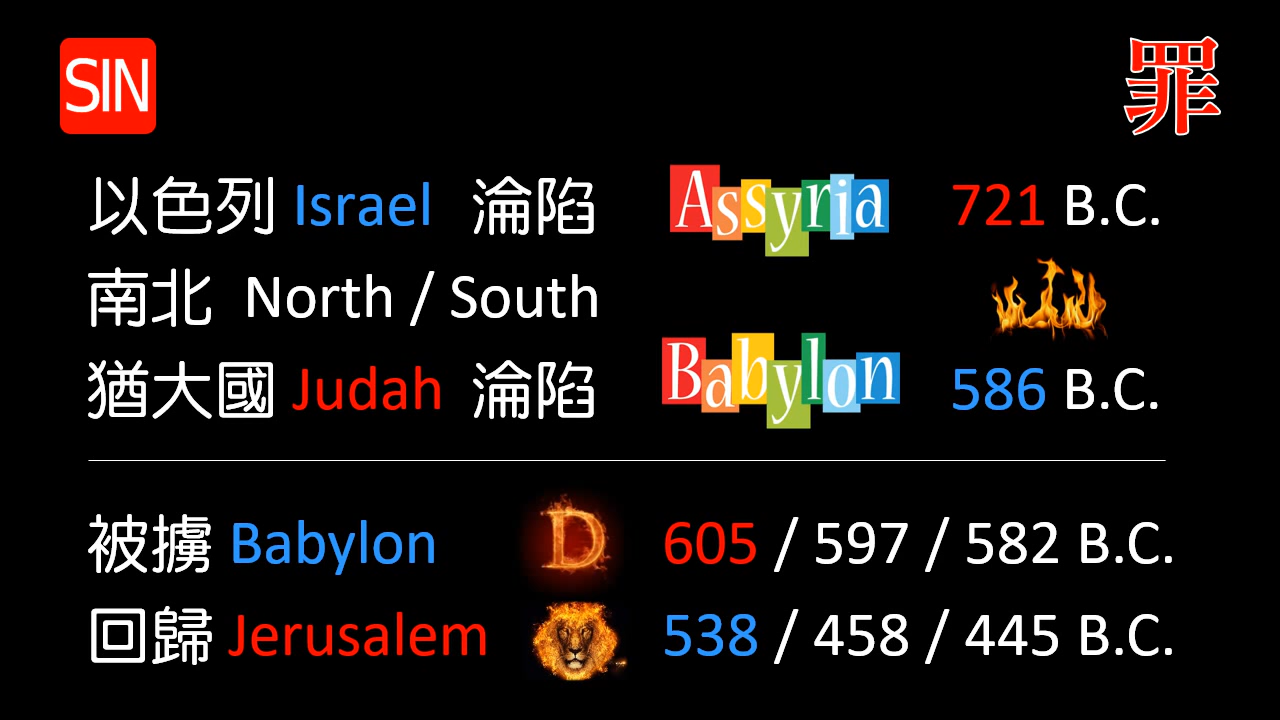 SIN 罪
以色列 Israel 淪陷 Assyria 721 B.C.
南北 North / South
猶大國 Judah 淪陷 Babylon 586 B.C.
被擄 Babylon D 605 / 597 / 582 B.C.
回歸 Jerusalem 538 / 458 / 445 B.C.